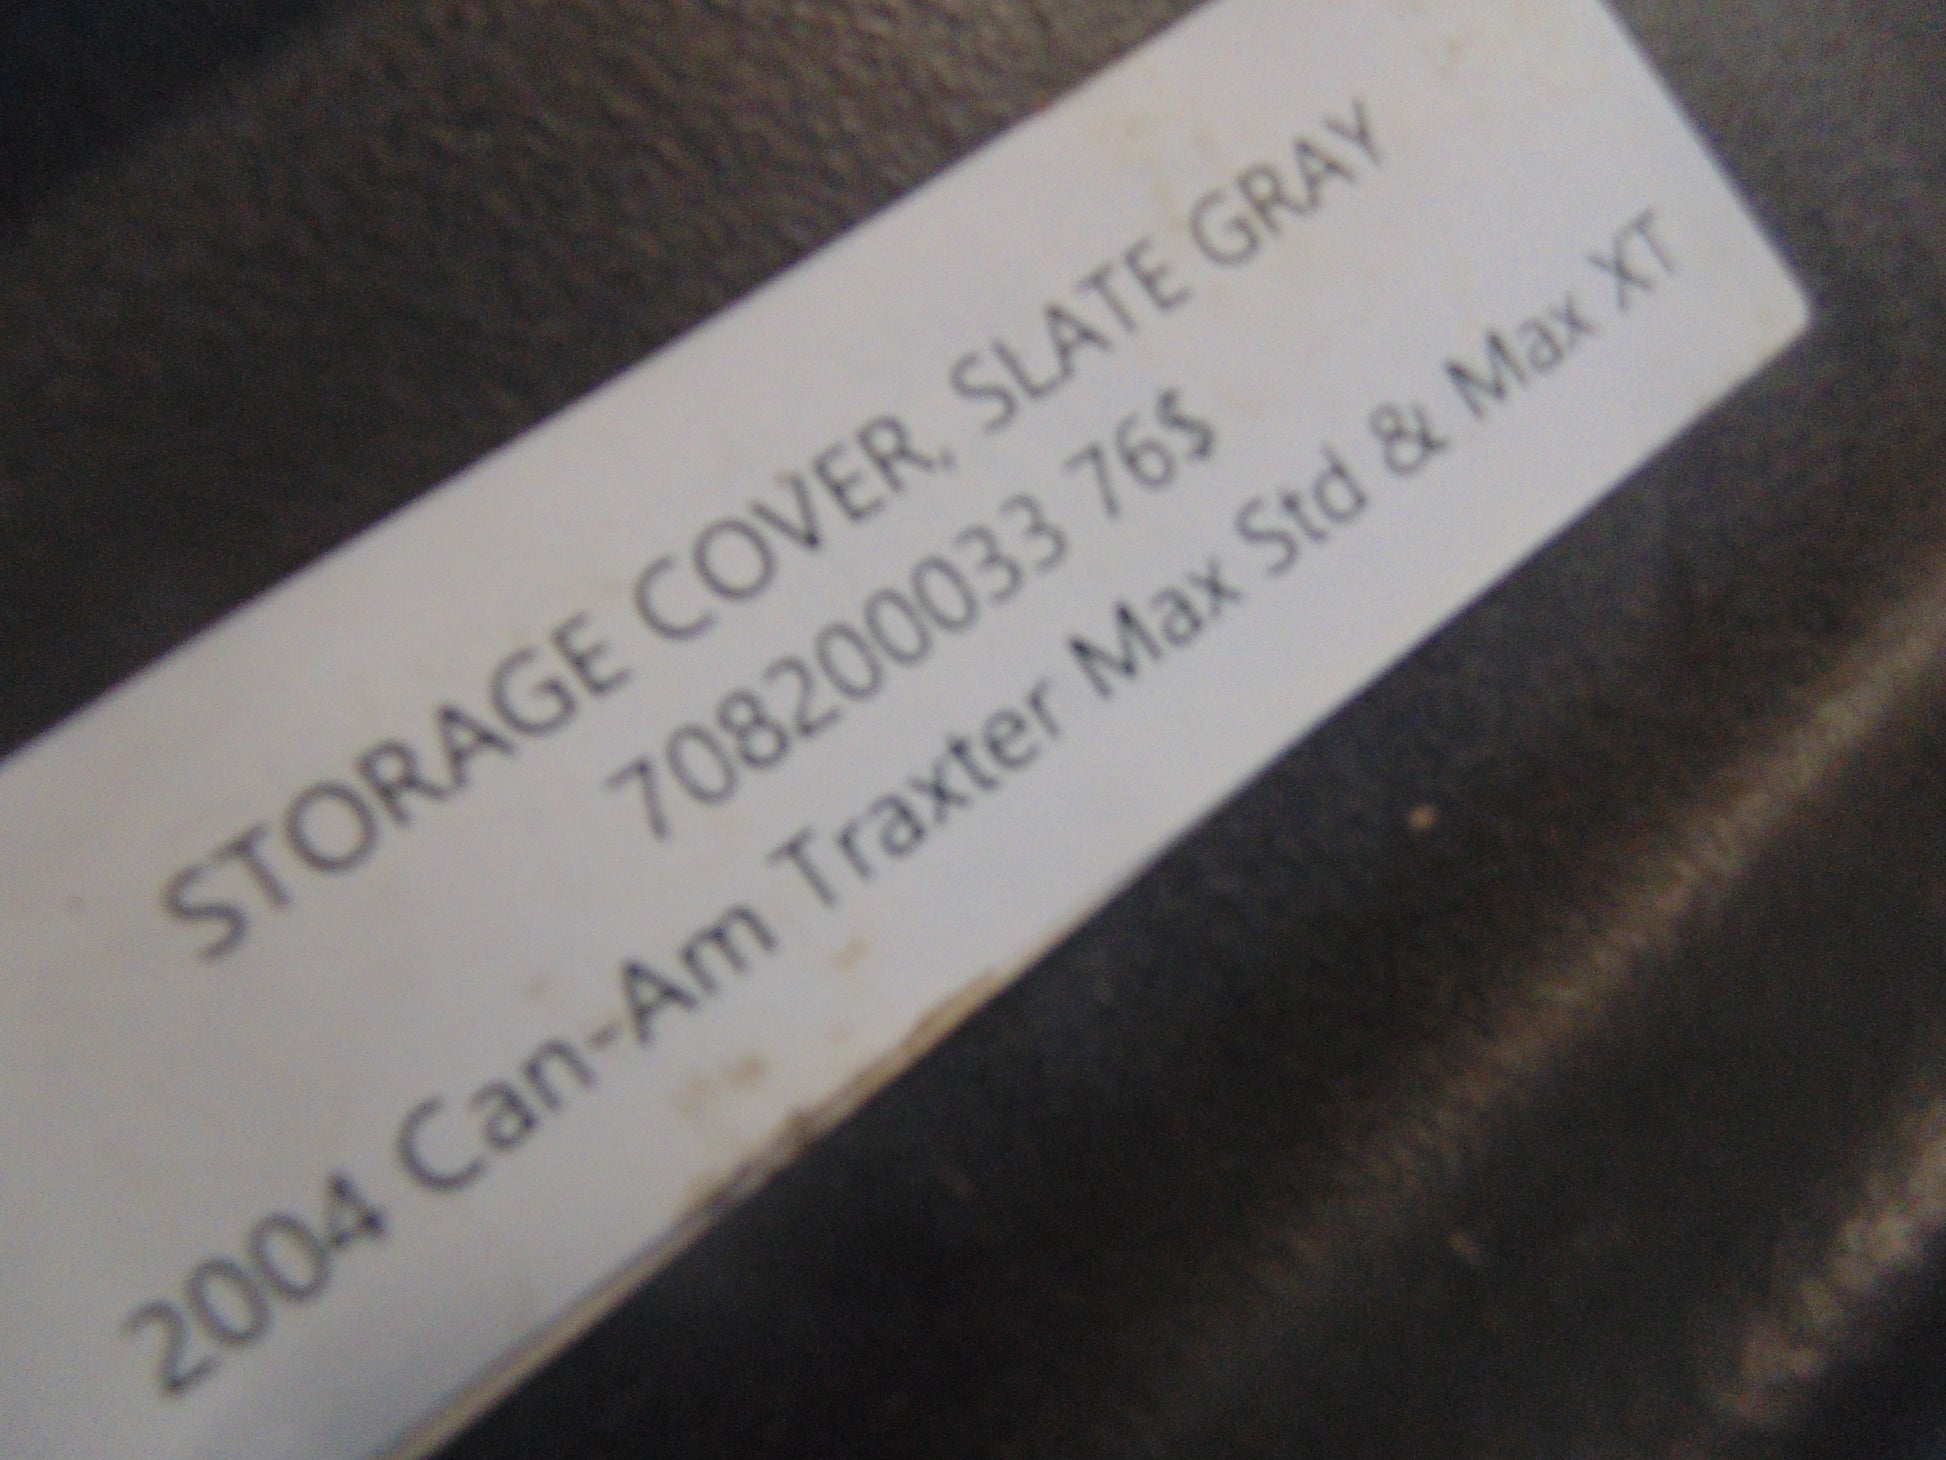 STORAGE COVER, SLATE GRAY
708200033 76$
2004 Can-Am Traxter Max Std & Max XT